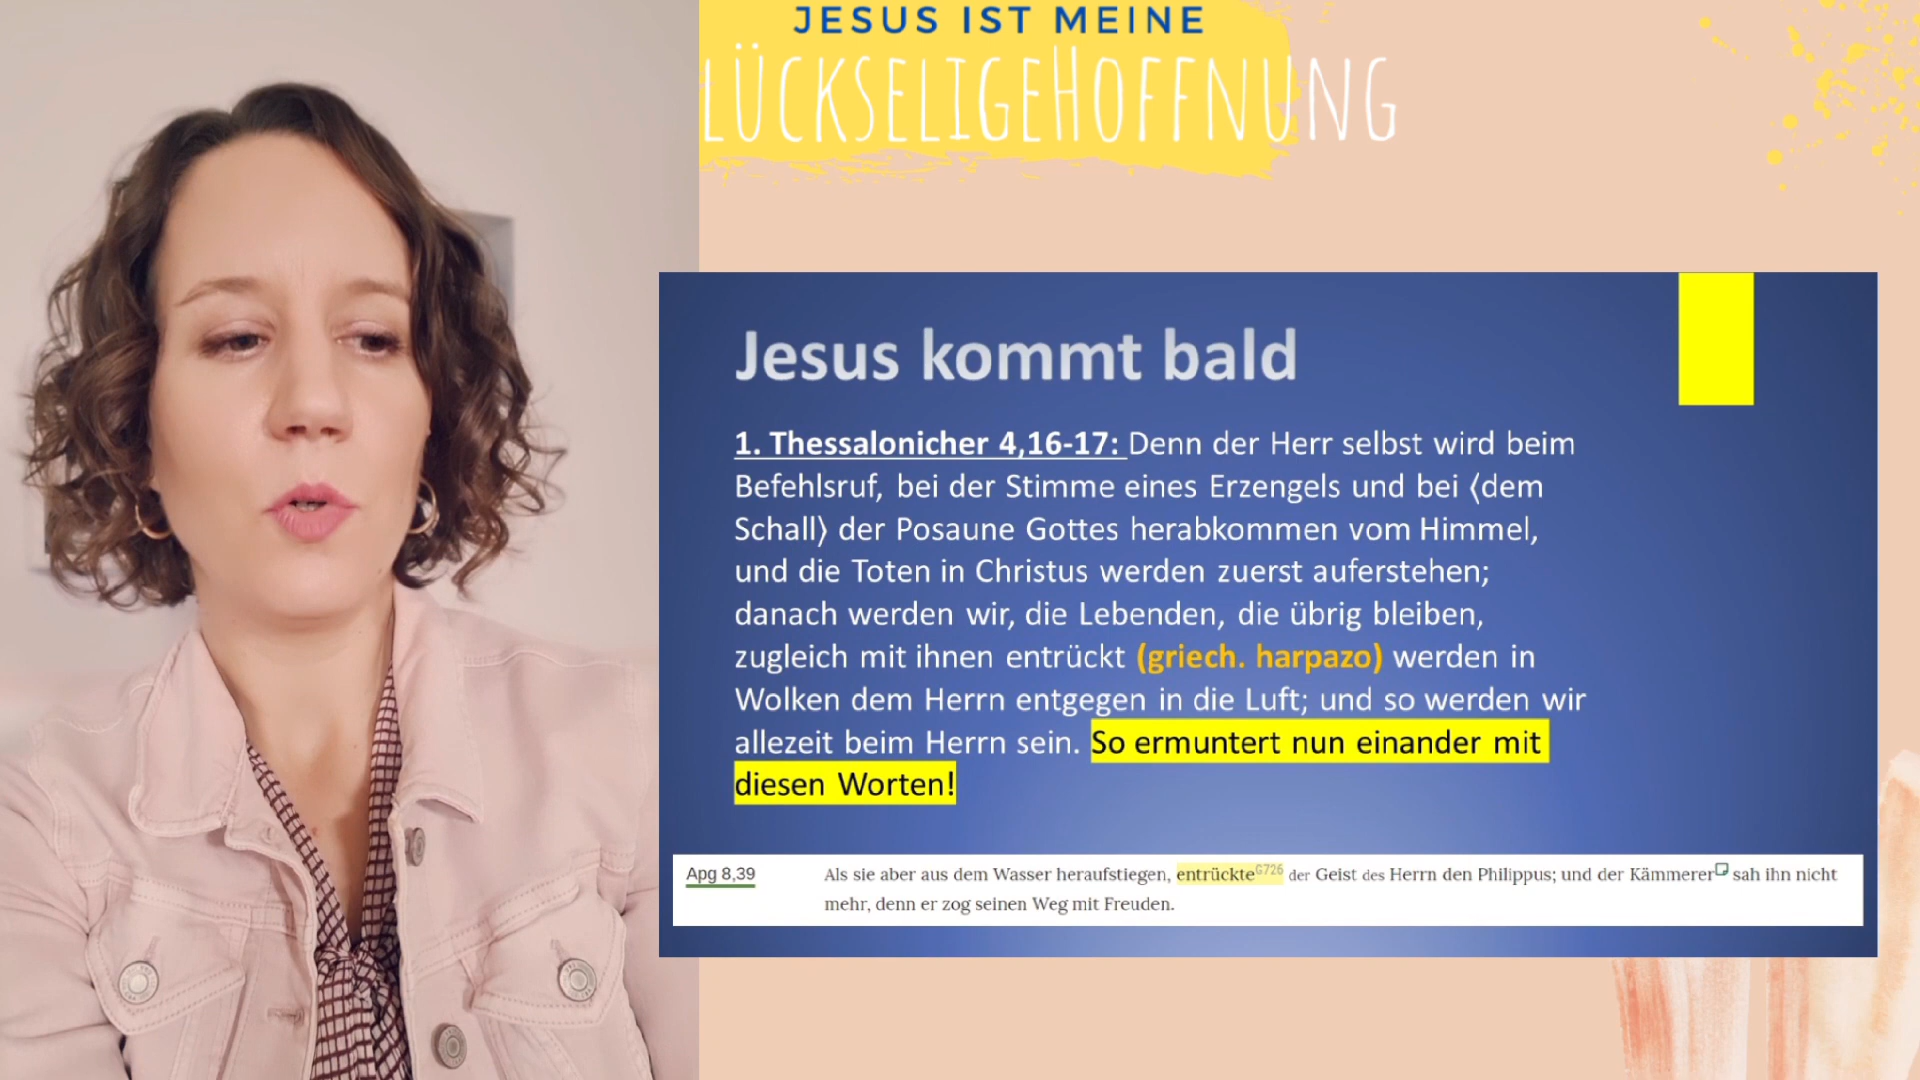 JESUS IST MEINE
LÜCKSELIGEHOFFNUNG
Jesus kommt bald
1. Thessalonicher 4,16-17: Denn der Herr selbst wird beim
Befehlsruf, bei der Stimme eines Erzengels und bei ⟨dem
Schall⟩ der Posaune Gottes herabkommen vom Himmel,
und die Toten in Christus werden zuerst auferstehen;
danach werden wir, die Lebenden, die übrig bleiben,
zugleich mit ihnen entrückt (griech. harpazo) werden in
Wolken dem Herrn entgegen in die Luft; und so werden wir
allezeit beim Herrn sein. So ermuntert nun einander mit
diesen Worten!
Apg 8,39 Als sie aber aus dem Wasser heraufstiegen, entrückte G726 der Geist des Herrn den Philippus; und der Kämmerer sah ihn nicht
mehr, denn er zog seinen Weg mit Freuden.